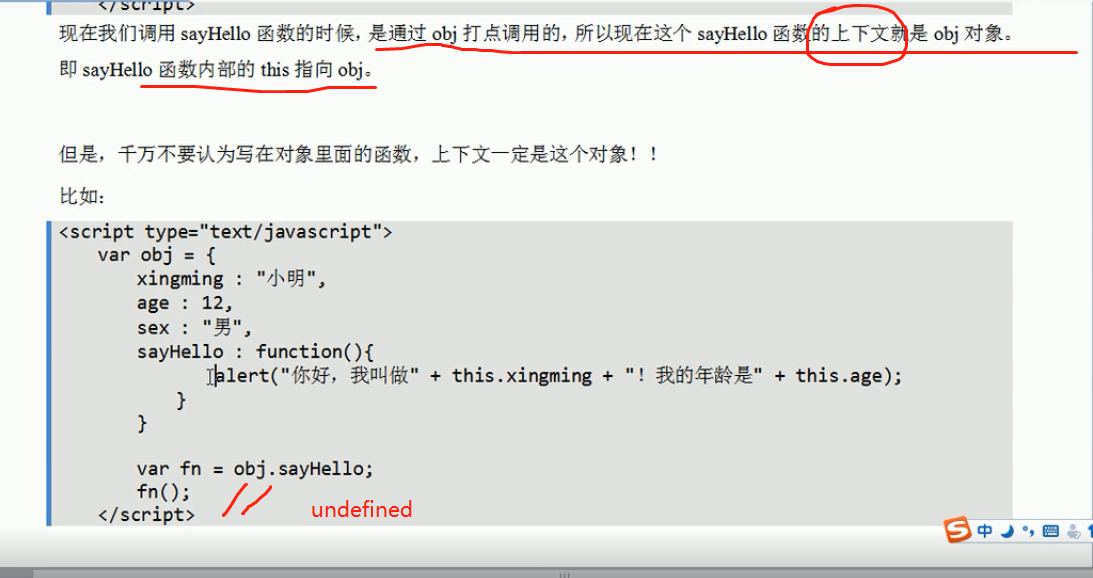 </script>
现在我们调用 sayHello 函数的时候，是通过 obj 打点调用的，所以现在这个 sayHello 函数的上下文就是 obj 对象。
即 sayHello 函数内部的 this 指向 obj。
但是，千万不要认为写在对象里面的函数，上下文一定是这个对象！！
比如：
<script type="text/javascript">
var obj = {
xingming : "小明",
age : 12,
sex : "男",
sayHello : function(){
alert("你好，我叫做" + this.xingming + "！我的年龄是" + this.age);
}
}
var fn = obj.sayHello;
fn();
</script>
undefined
中